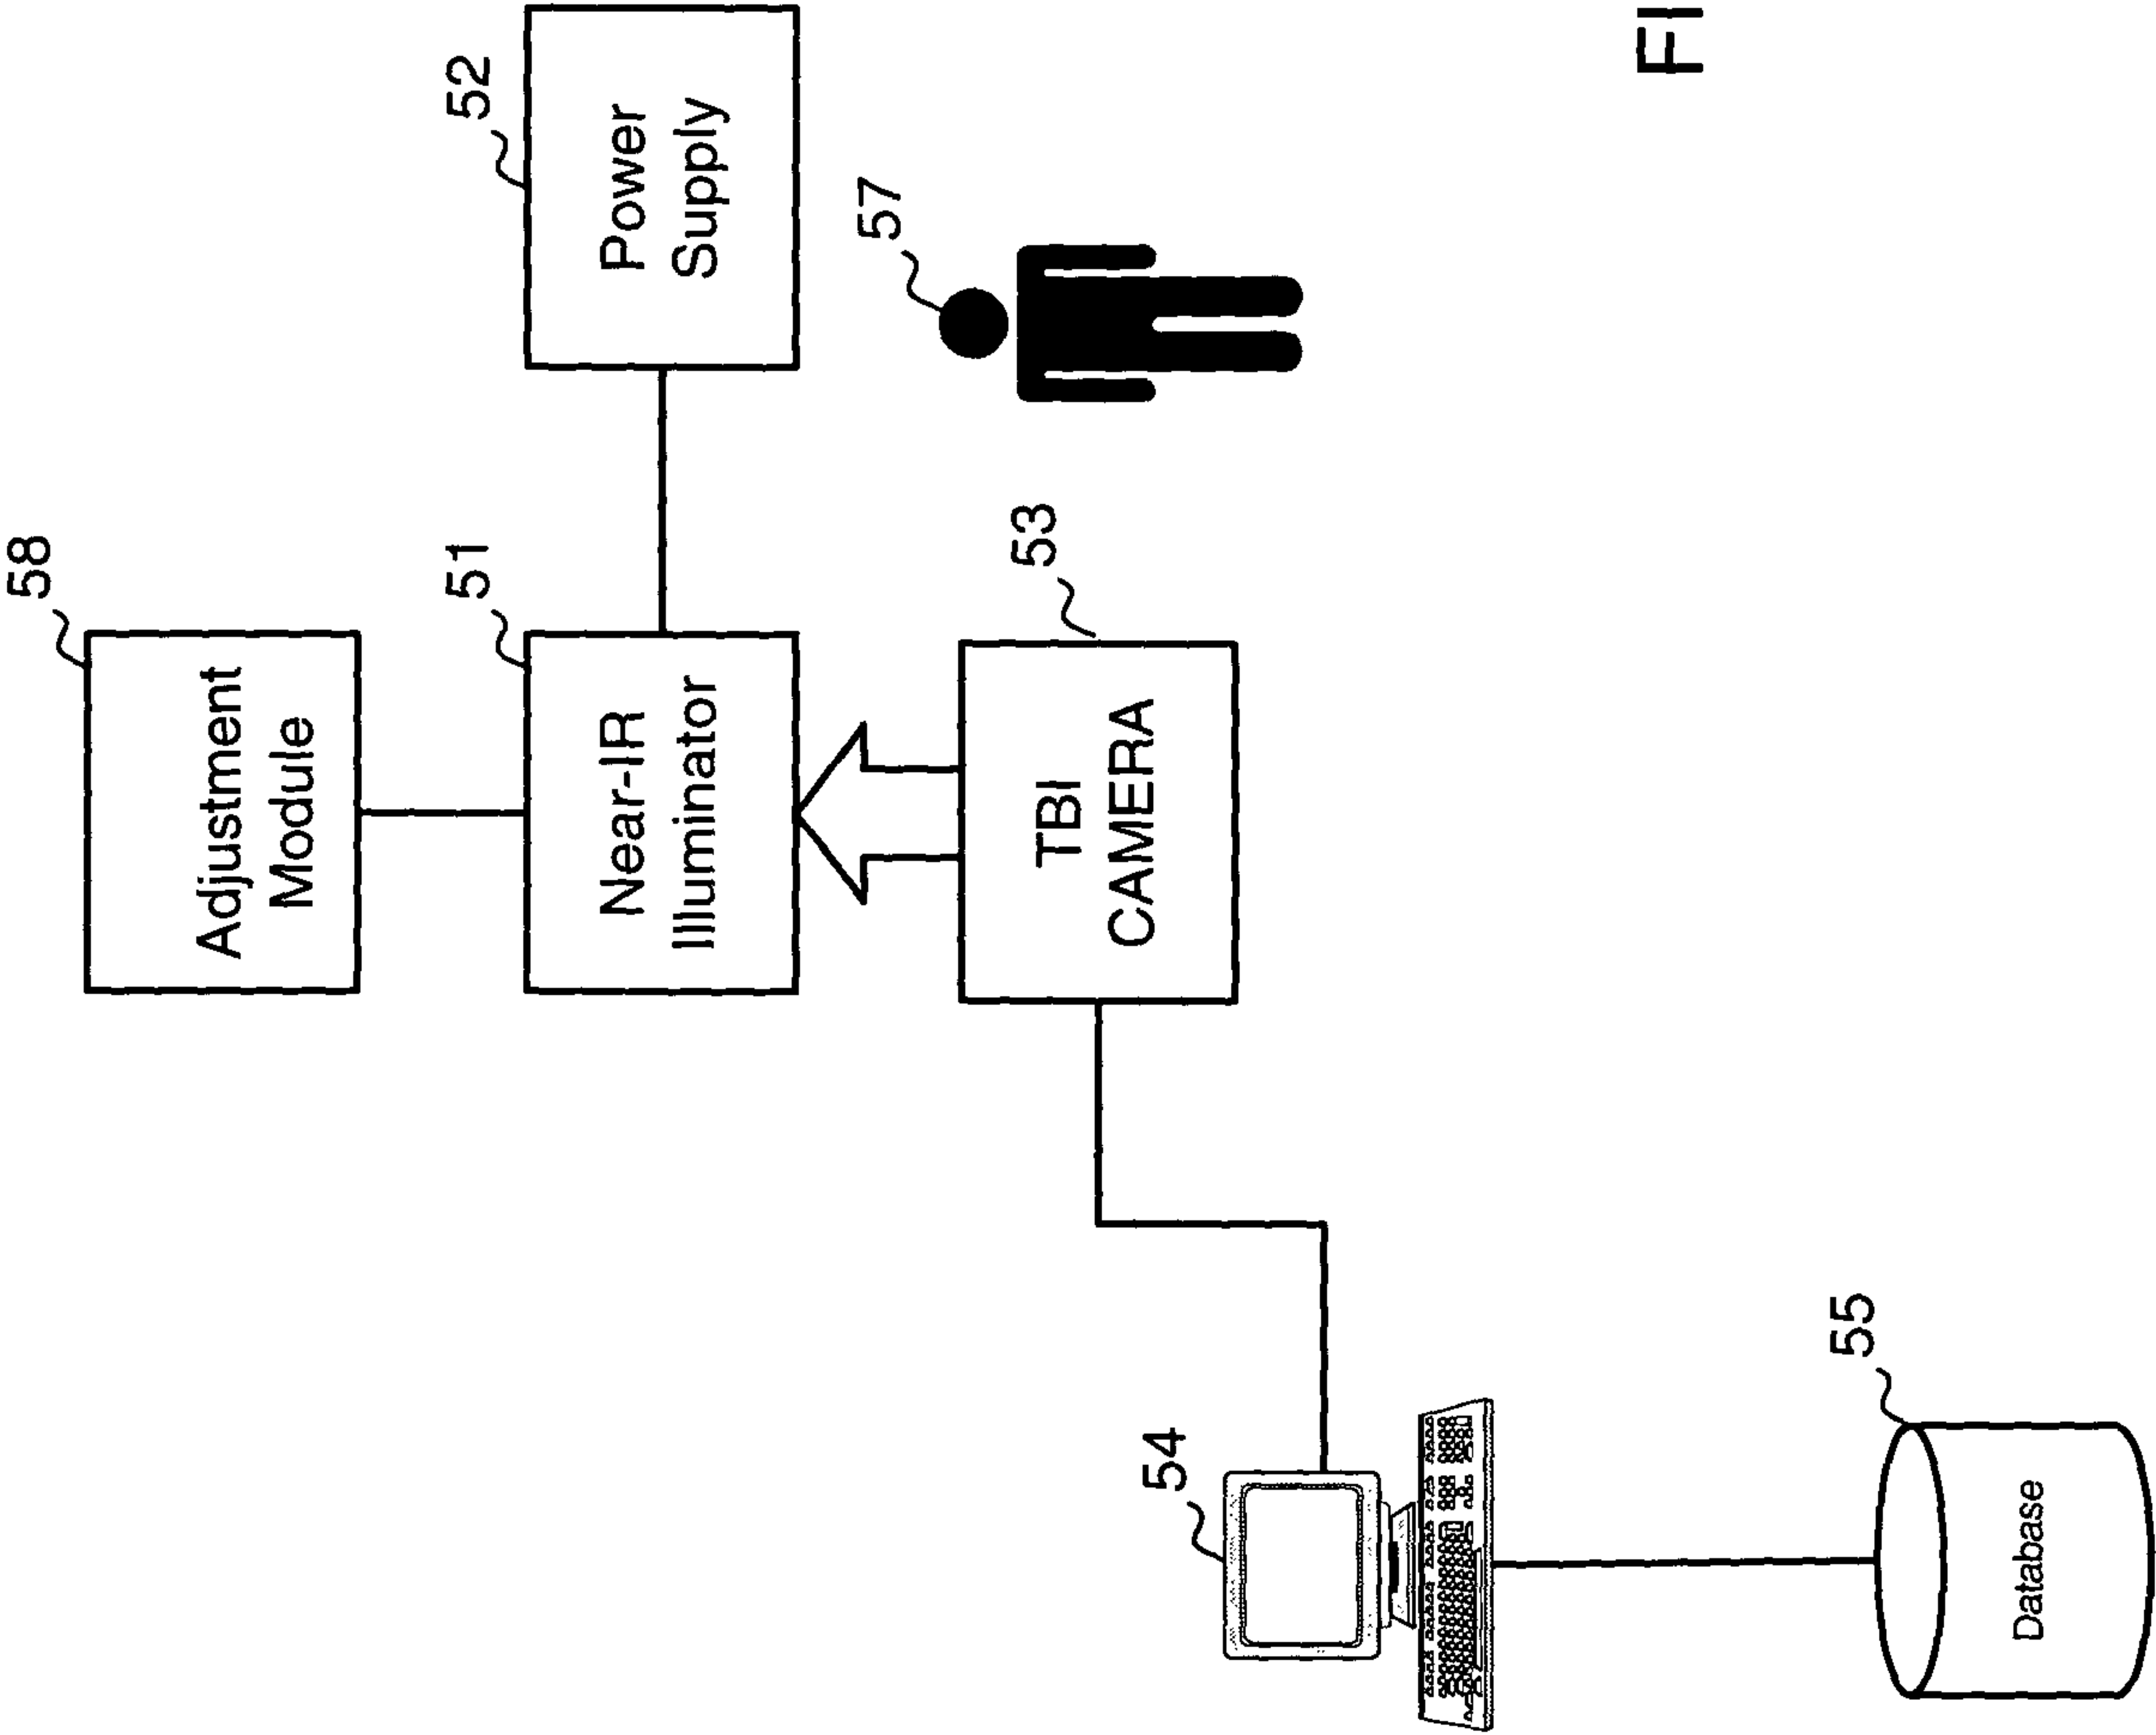 58
Adjustment
Module
51
Near-IR
Illuminator
52
Power
Supply
53
TBI
CAMERA
57
54
55
Database
FI